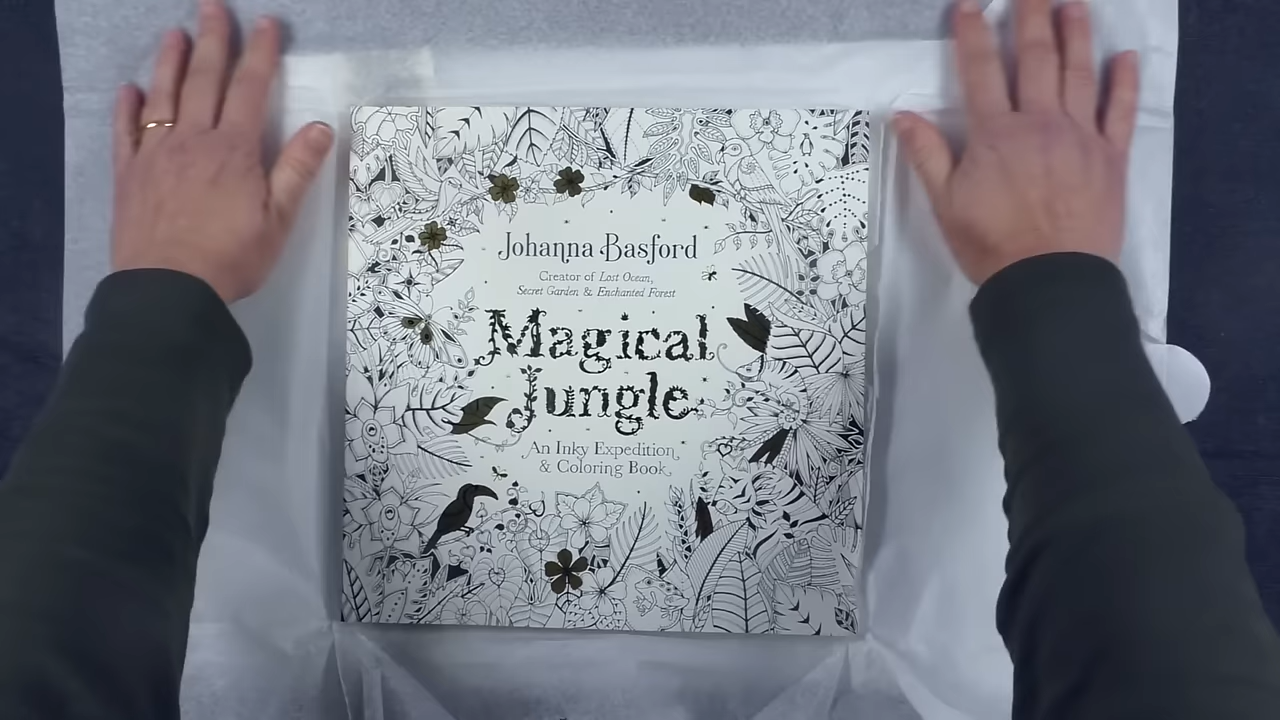 Johanna Basford
Creator of Lost Ocean,
Secret Garden & Enchanted Forest
Magical
Jungle
An Inky Expedition
& Coloring Book